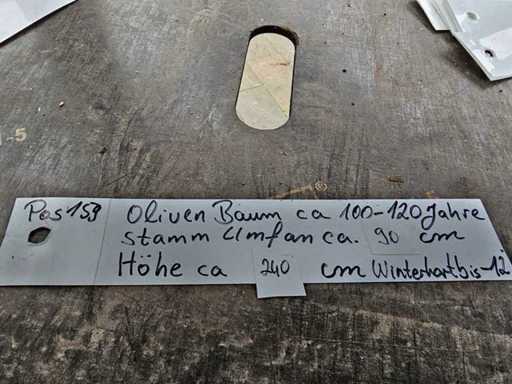 Pos 153 Oliven Baum ca 100-120 Jahre
stamm Umfan ca. 90 cm
Höhe ca 240 cm Winterhart bis -12